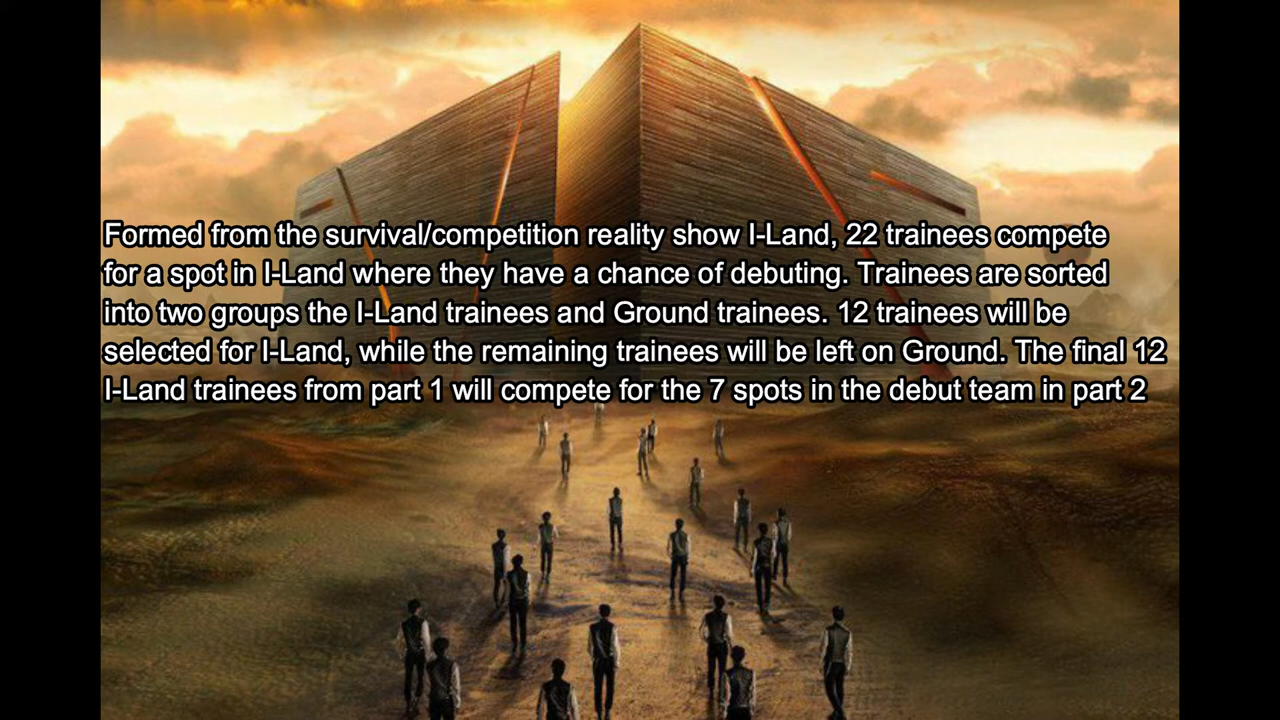 Formed from the survival/competition reality show I-Land, 22 trainees compete
for a spot in I-Land where they have a chance of debuting. Trainees are sorted
into two groups the I-Land trainees and Ground trainees. 12 trainees will be
selected for I-Land, while the remaining trainees will be left on Ground. The final 12
I-Land trainees from part 1 will compete for the 7 spots in the debut team in part 2